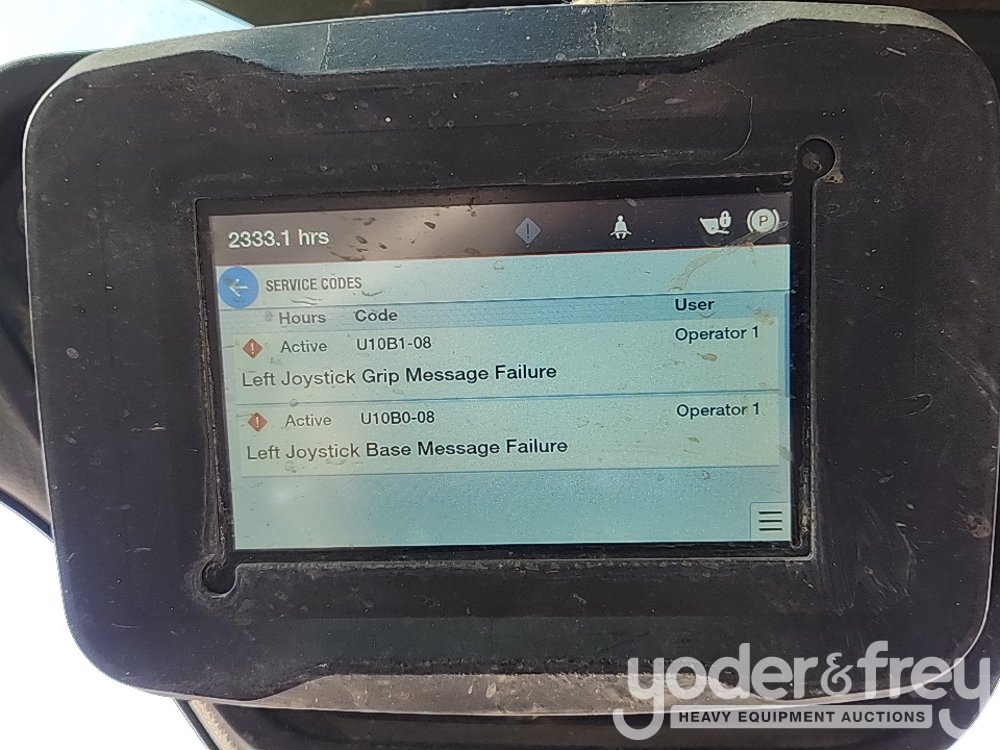 2333.1 hrs
P
SERVICE CODES
Hours Code User
Active U10B1-08 Operator 1
Left Joystick Grip Message Failure
Active U10B0-08 Operator 1
Left Joystick Base Message Failure
yoder&frey
HEAVY EQUIPMENT AUCTIONS